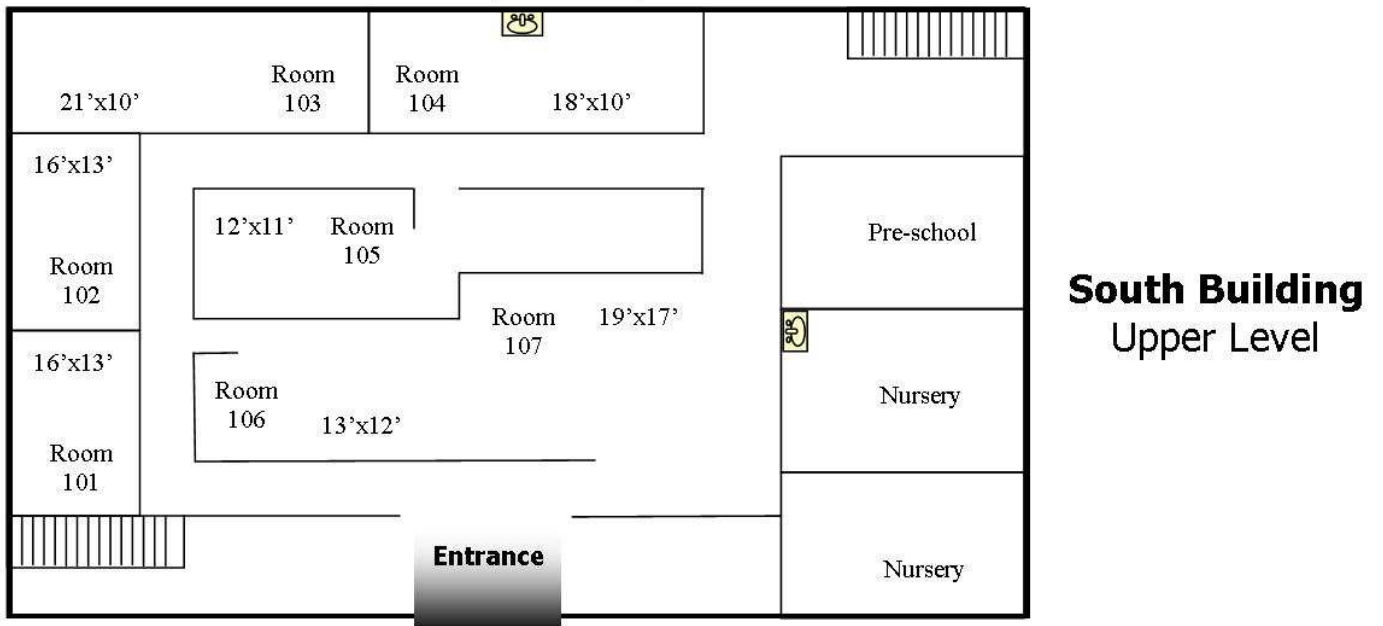 Room
103
21’x10’
Room
104
18’x10’
16’x13’
Room
102
12’x11’
Room
105
Pre-school
South Building
Upper Level
Room
107
19’x17’
16’x13’
Room
101
Room
106
13’x12’
Nursery
Entrance
Nursery